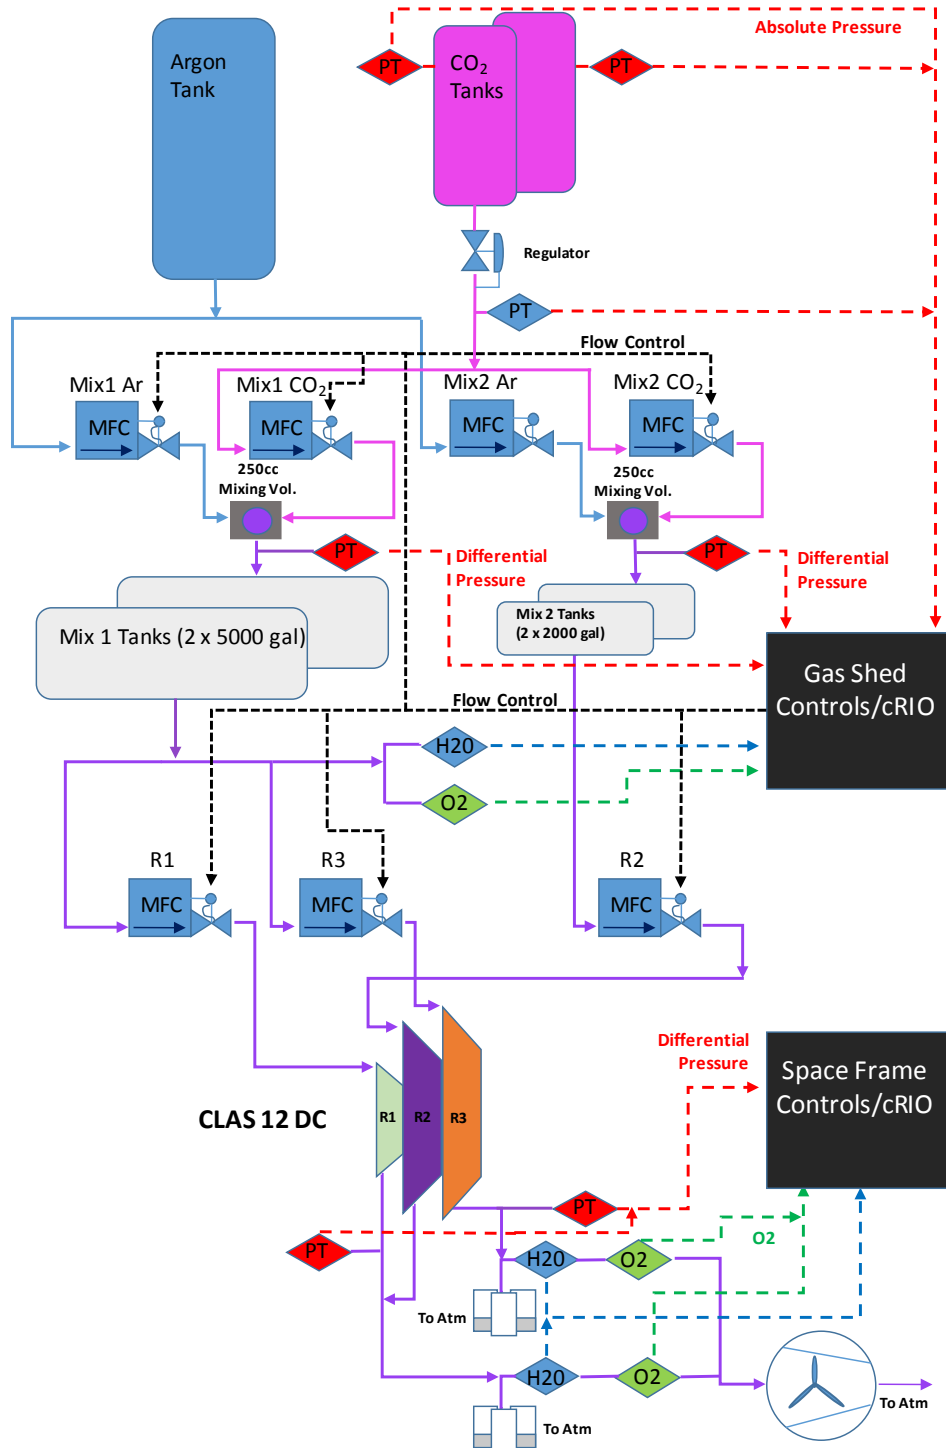 Absolute Pressure
Argon
Tank
PT
CO2
Tanks
PT
Regulator
PT
Flow Control
Mix1 Ar
Mix1 CO2
Mix2 Ar
Mix2 CO2
MFC
MFC
MFC
MFC
250cc
Mixing Vol.
250cc
Mixing Vol.
PT
Differential
Pressure
PT
Differential
Pressure
Mix 1 Tanks (2 x 5000 gal)
Mix 2 Tanks
(2 x 2000 gal)
Gas Shed
Controls/cRIO
Flow Control
H20
O2
R1
R3
R2
MFC
MFC
MFC
Differential
Pressure
Space Frame
Controls/cRIO
CLAS 12 DC
R1
R2
R3
PT
PT
O2
H20
O2
To Atm
H20
O2
To Atm
To Atm